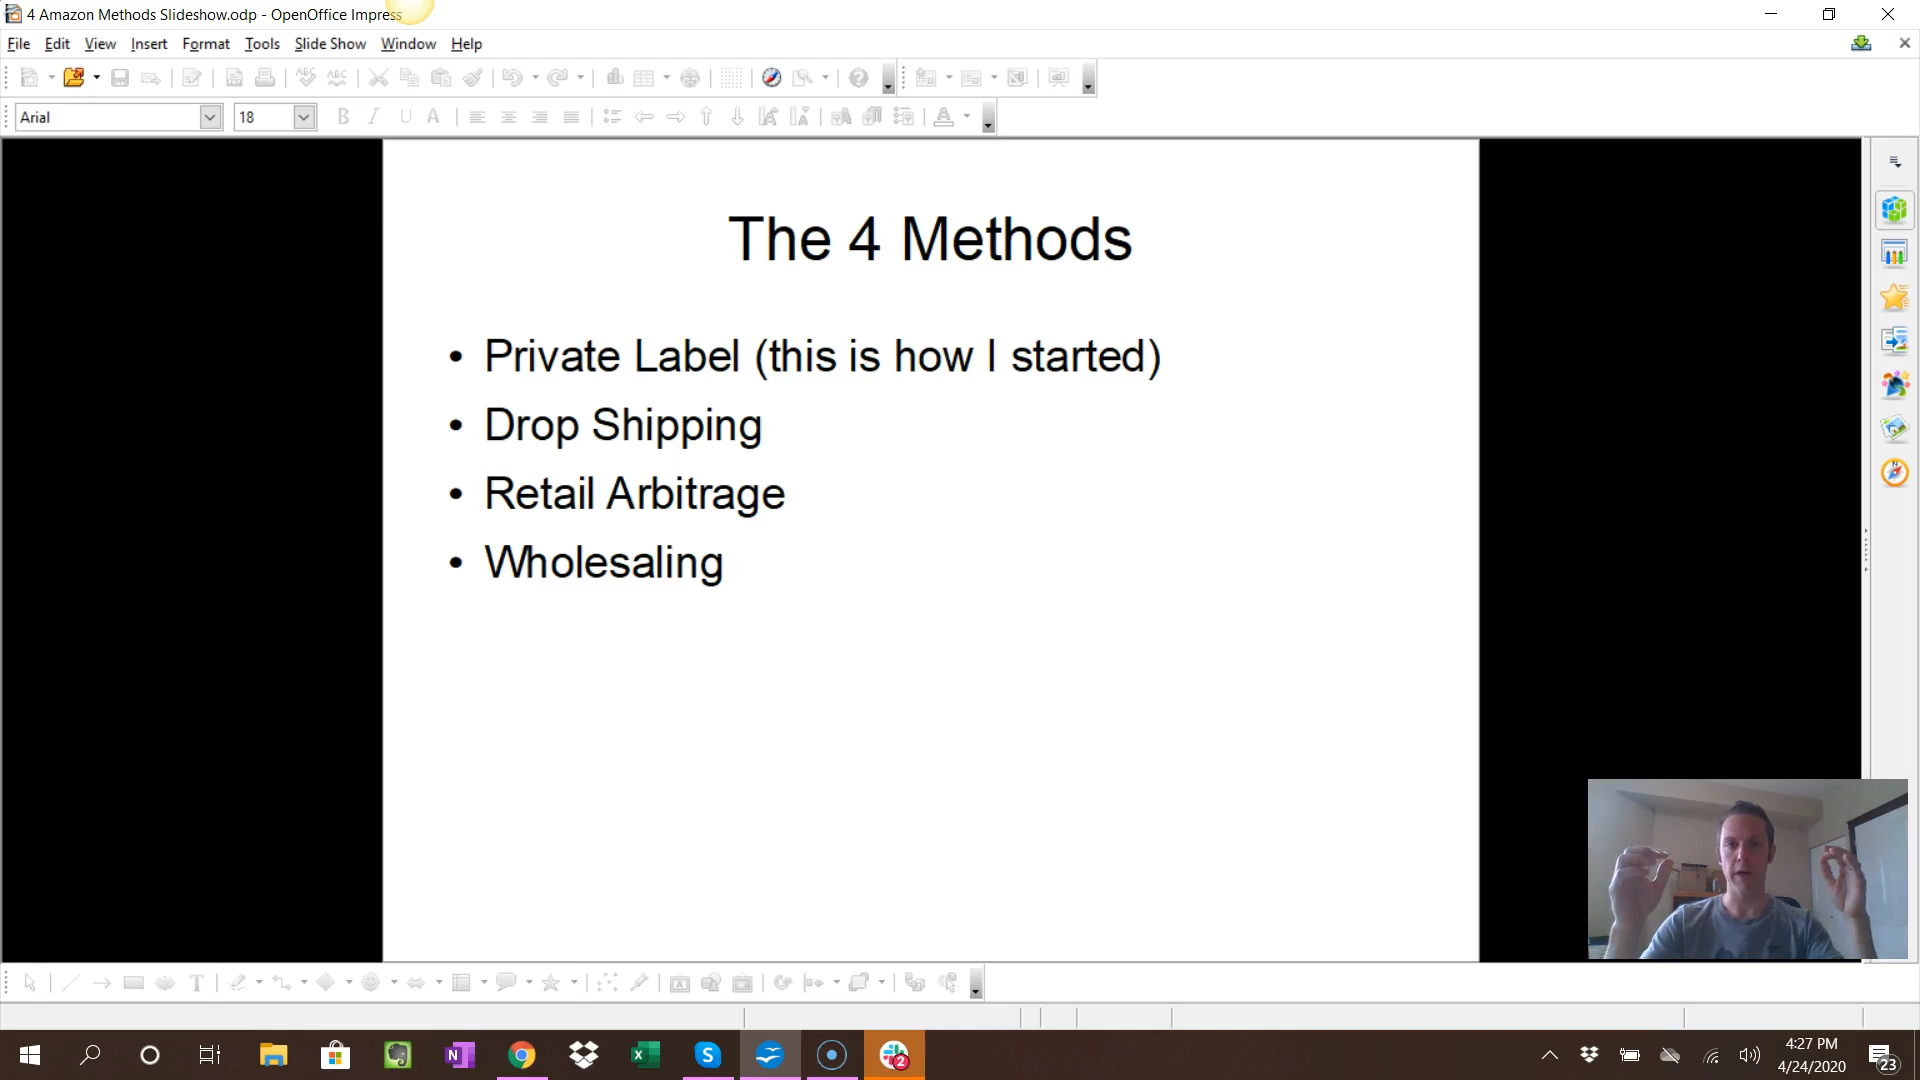 4 Amazon Methods Slideshow.odp - OpenOffice Impress
File Edit View Insert Format Tools Slide Show Window Help
Arial 18
The 4 Methods
• Private Label (this is how I started)
• Drop Shipping
• Retail Arbitrage
• Wholesaling
4:27 PM
4/24/2020
23
2